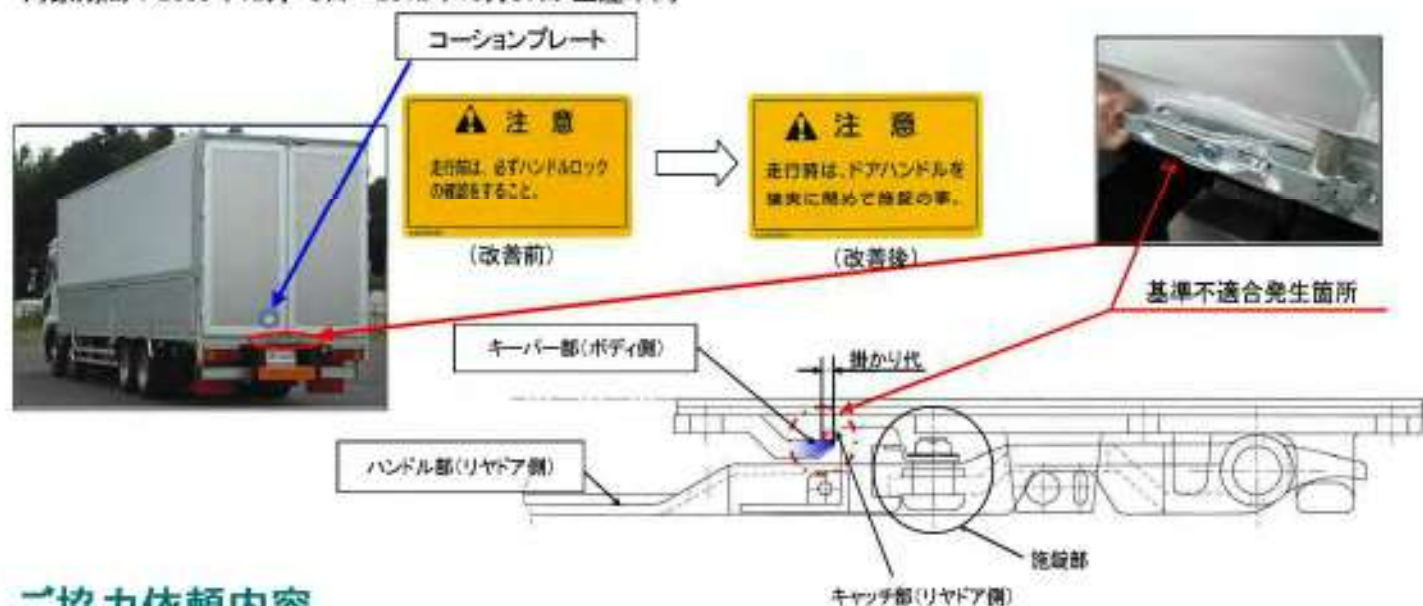 コーションプレート
注 意
走行前は、必ずハンドルロック
の確認をすること。
(改善前)
注 意
走行前は、ドアハンドルを
確実に閉めて施錠の事。
(改善後)
基準不適合発生箇所
キーパー部(ボディ側)
掛かり代
ハンドル部(リヤドア側)
施錠部
キャッチ部(リヤドア側)
ご協力依頼内容